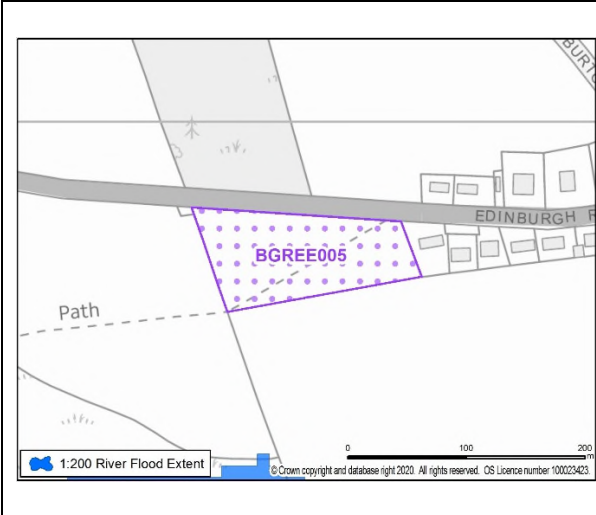 BURTO
EDINBURGH R
BGREE005
Path
0 100 200
m
1:200 River Flood Extent
© Crown copyright and database right 2020. All rights reserved. OS Licence number 100023423.